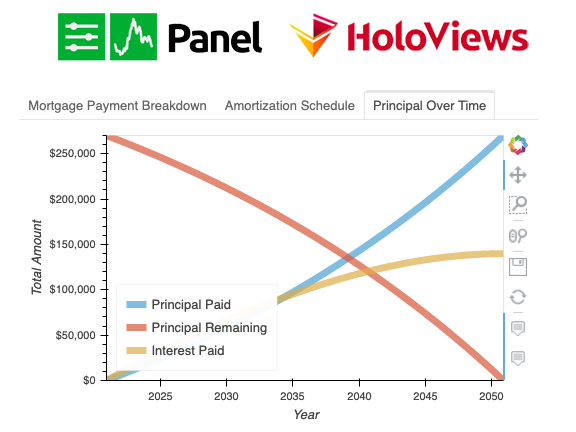 Panel HoloViews
Mortgage Payment Breakdown Amortization Schedule Principal Over Time
$250,000
$200,000
$150,000
$100,000
$50,000
$0
Total Amount
Principal Paid
Principal Remaining
Interest Paid
2025 2030 2035 2040 2045 2050
Year